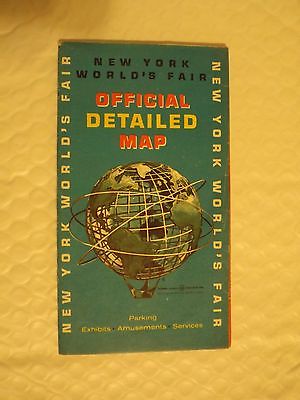 NEW YORK
WORLD'S FAIR
OFFICIAL
DETAILED
MAP
NEW YORK WORLD'S FAIR
NEW YORK WORLD'S FAIR
Parking
Exhibits • Amusements • Services